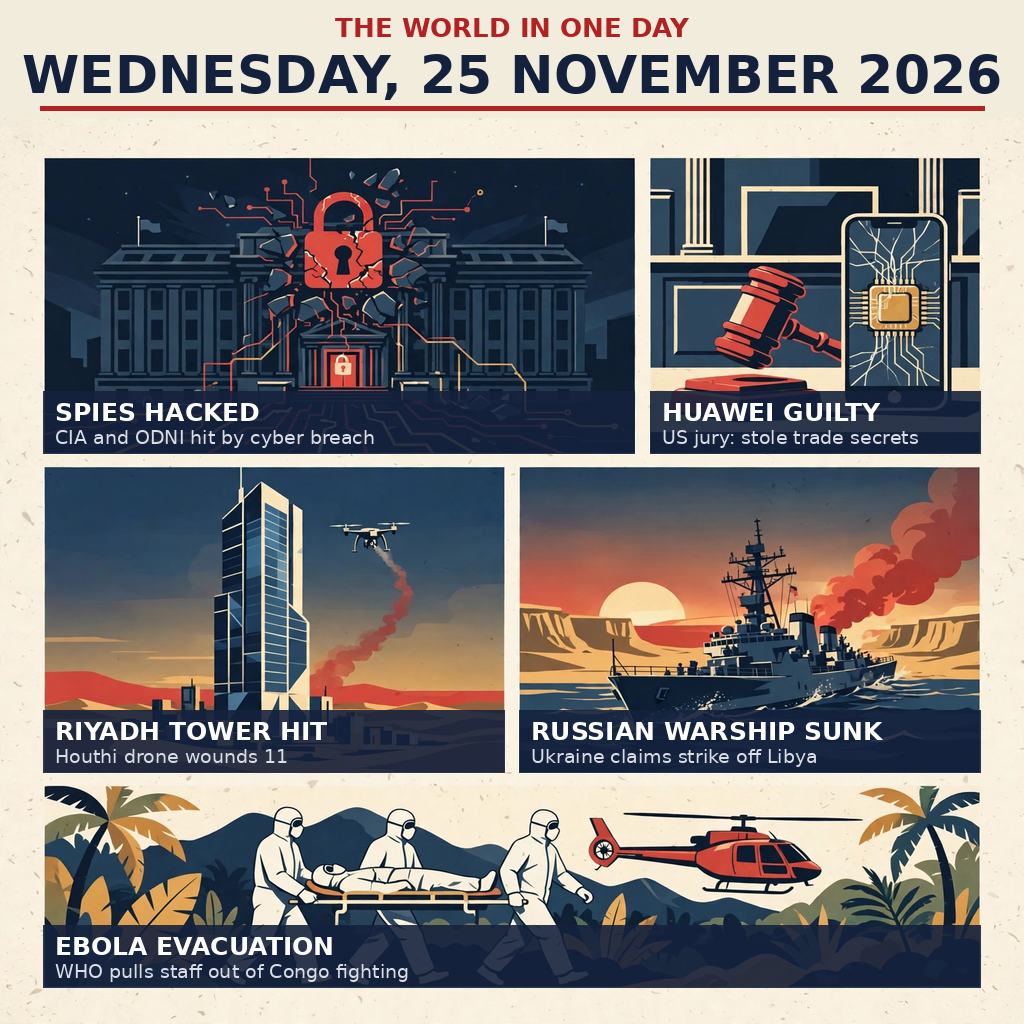 THE WORLD IN ONE DAY
WEDNESDAY, 25 NOVEMBER 2026
SPIES HACKED
CIA and ODNI hit by cyber breach
HUAWEI GUILTY
US jury: stole trade secrets
RIYADH TOWER HIT
Houthi drone wounds 11
RUSSIAN WARSHIP SUNK
Ukraine claims strike off Libya
EBOLA EVACUATION
WHO pulls staff out of Congo fighting